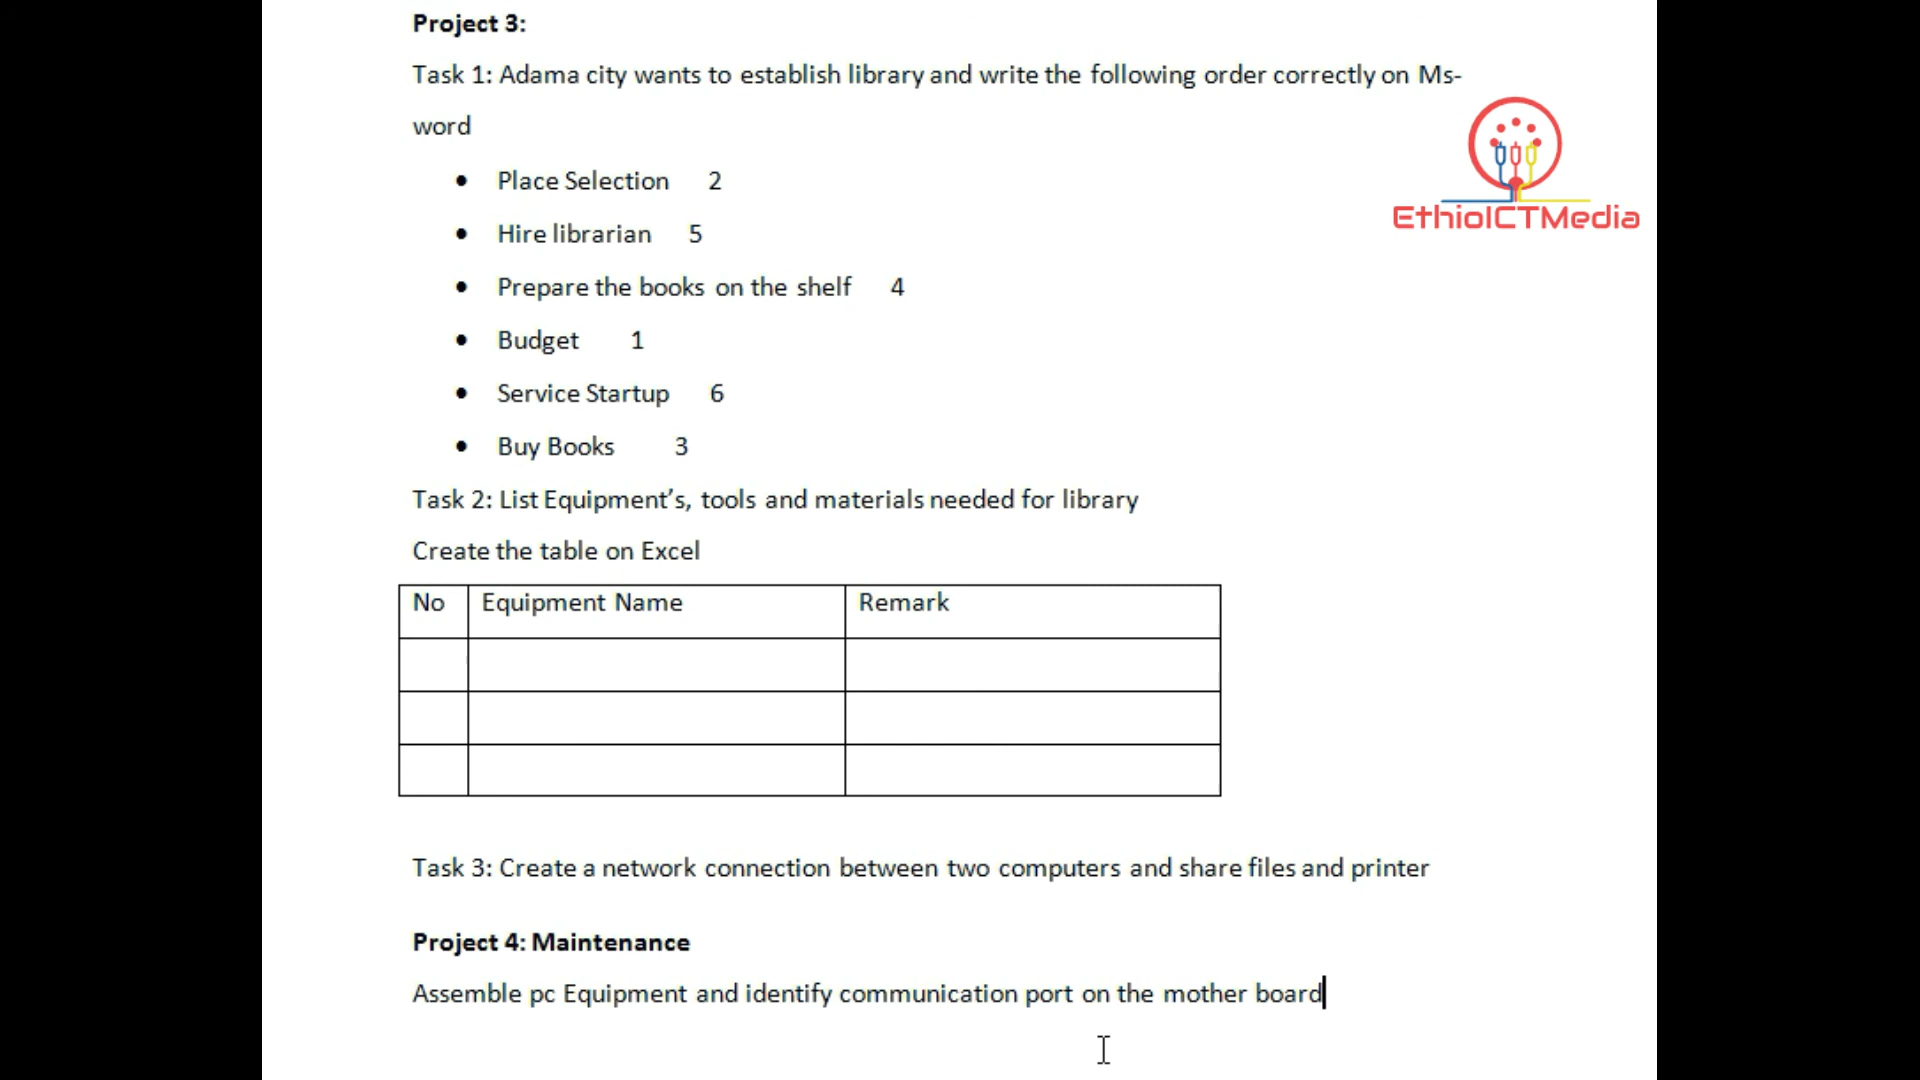 Project 3:
Task 1: Adama city wants to establish library and write the following order correctly on Ms-
word
• Place Selection 2
• Hire librarian 5
• Prepare the books on the shelf 4
• Budget 1
• Service Startup 6
• Buy Books 3
EthioICTMedia
Task 2: List Equipment’s, tools and materials needed for library
Create the table on Excel
No Equipment Name Remark
Task 3: Create a network connection between two computers and share files and printer
Project 4: Maintenance
Assemble pc Equipment and identify communication port on the mother board